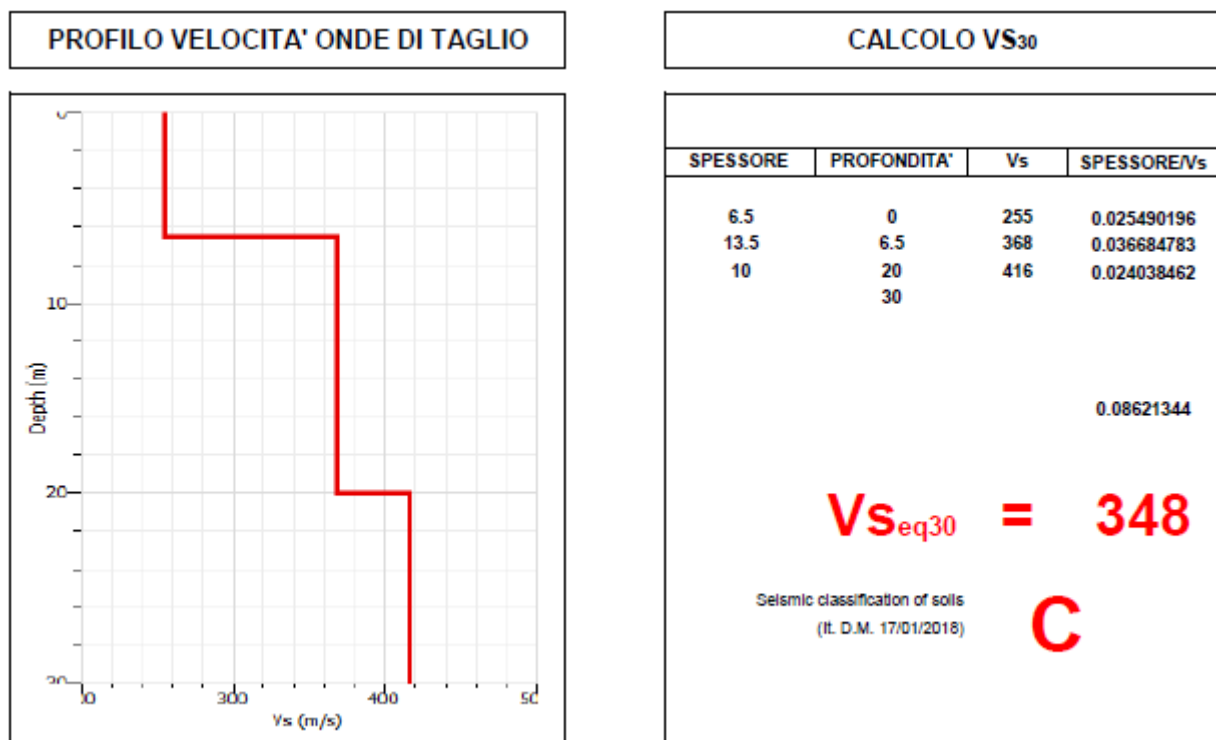 PROFILO VELOCITA' ONDE DI TAGLIO
10
20
Depth (m)
300
400
Vs (m/s)
CALCOLO VS30
SPESSORE PROFONDITA' Vs SPESSORE/Vs
6.5 0 255 0.025490196
13.5 6.5 368 0.036684783
10 20 416 0.024038462
30
0.08621344
Vseq30 = 348
Seismic classification of soils
(It. D.M. 17/01/2018)
C